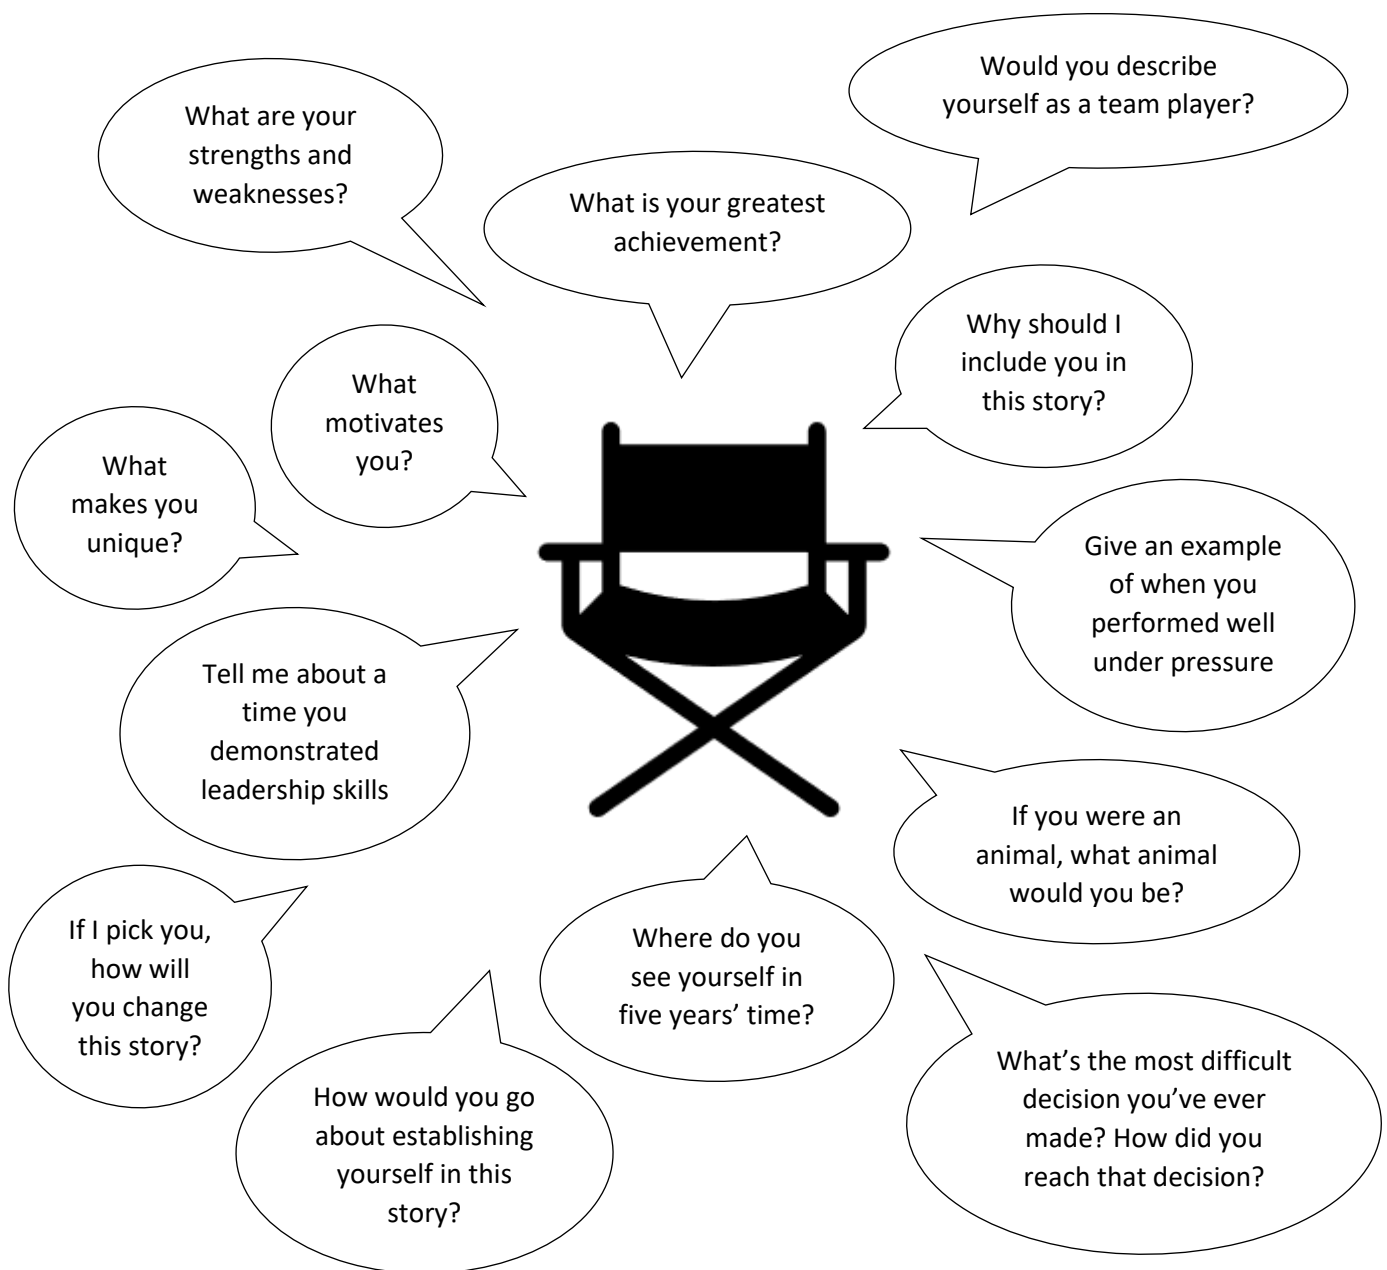 Would you describe
yourself as a team player?
What are your
strengths and
weaknesses?
What is your greatest
achievement?
Why should I
include you in
this story?
What
motivates
you?
What
makes you
unique?
Give an example
of when you
performed well
under pressure
Tell me about a
time you
demonstrated
leadership skills
If you were an
animal, what animal
would you be?
If I pick you,
how will
you change
this story?
Where do you
see yourself in
five years’ time?
What’s the most difficult
decision you’ve ever
made? How did you
reach that decision?
How would you go
about establishing
yourself in this
story?